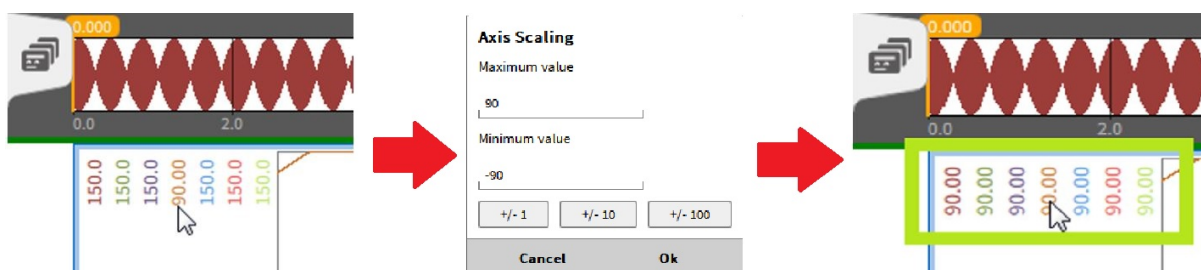 0.000
0.0 2.0
150.0 150.0 150.0 90.00 150.0 150.0 150.0
Axis Scaling
Maximum value
90
Minimum value
-90
+/- 1 +/- 10 +/- 100
Cancel Ok
0.000
0.0 2.0
90.00 90.00 90.00 90.00 90.00 90.00 90.00